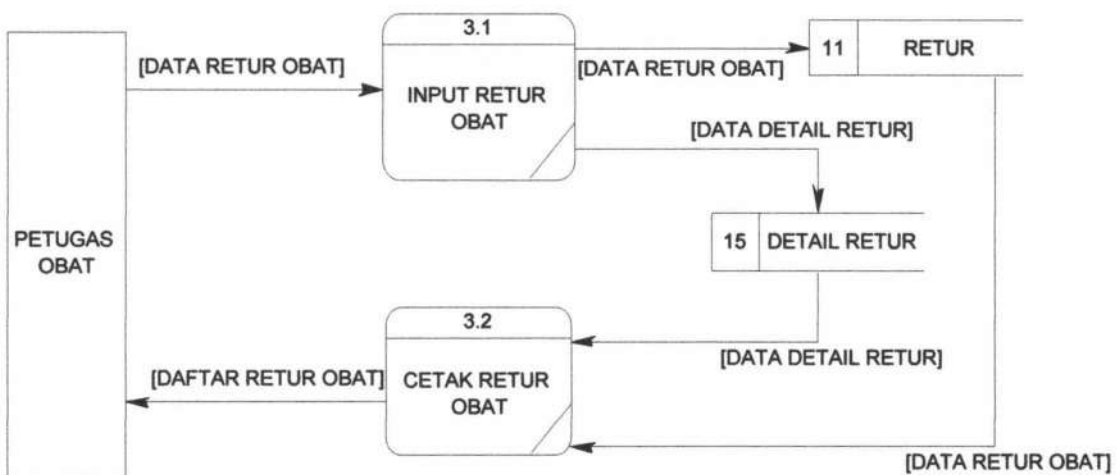 3.1
11 RETUR
[DATA RETUR OBAT]
[DATA RETUR OBAT]
INPUT RETUR
OBAT
[DATA DETAIL RETUR]
PETUGAS
OBAT
15 DETAIL RETUR
3.2
[DATA DETAIL RETUR]
[DAFTAR RETUR OBAT]
CETAK RETUR
OBAT
[DATA RETUR OBAT]